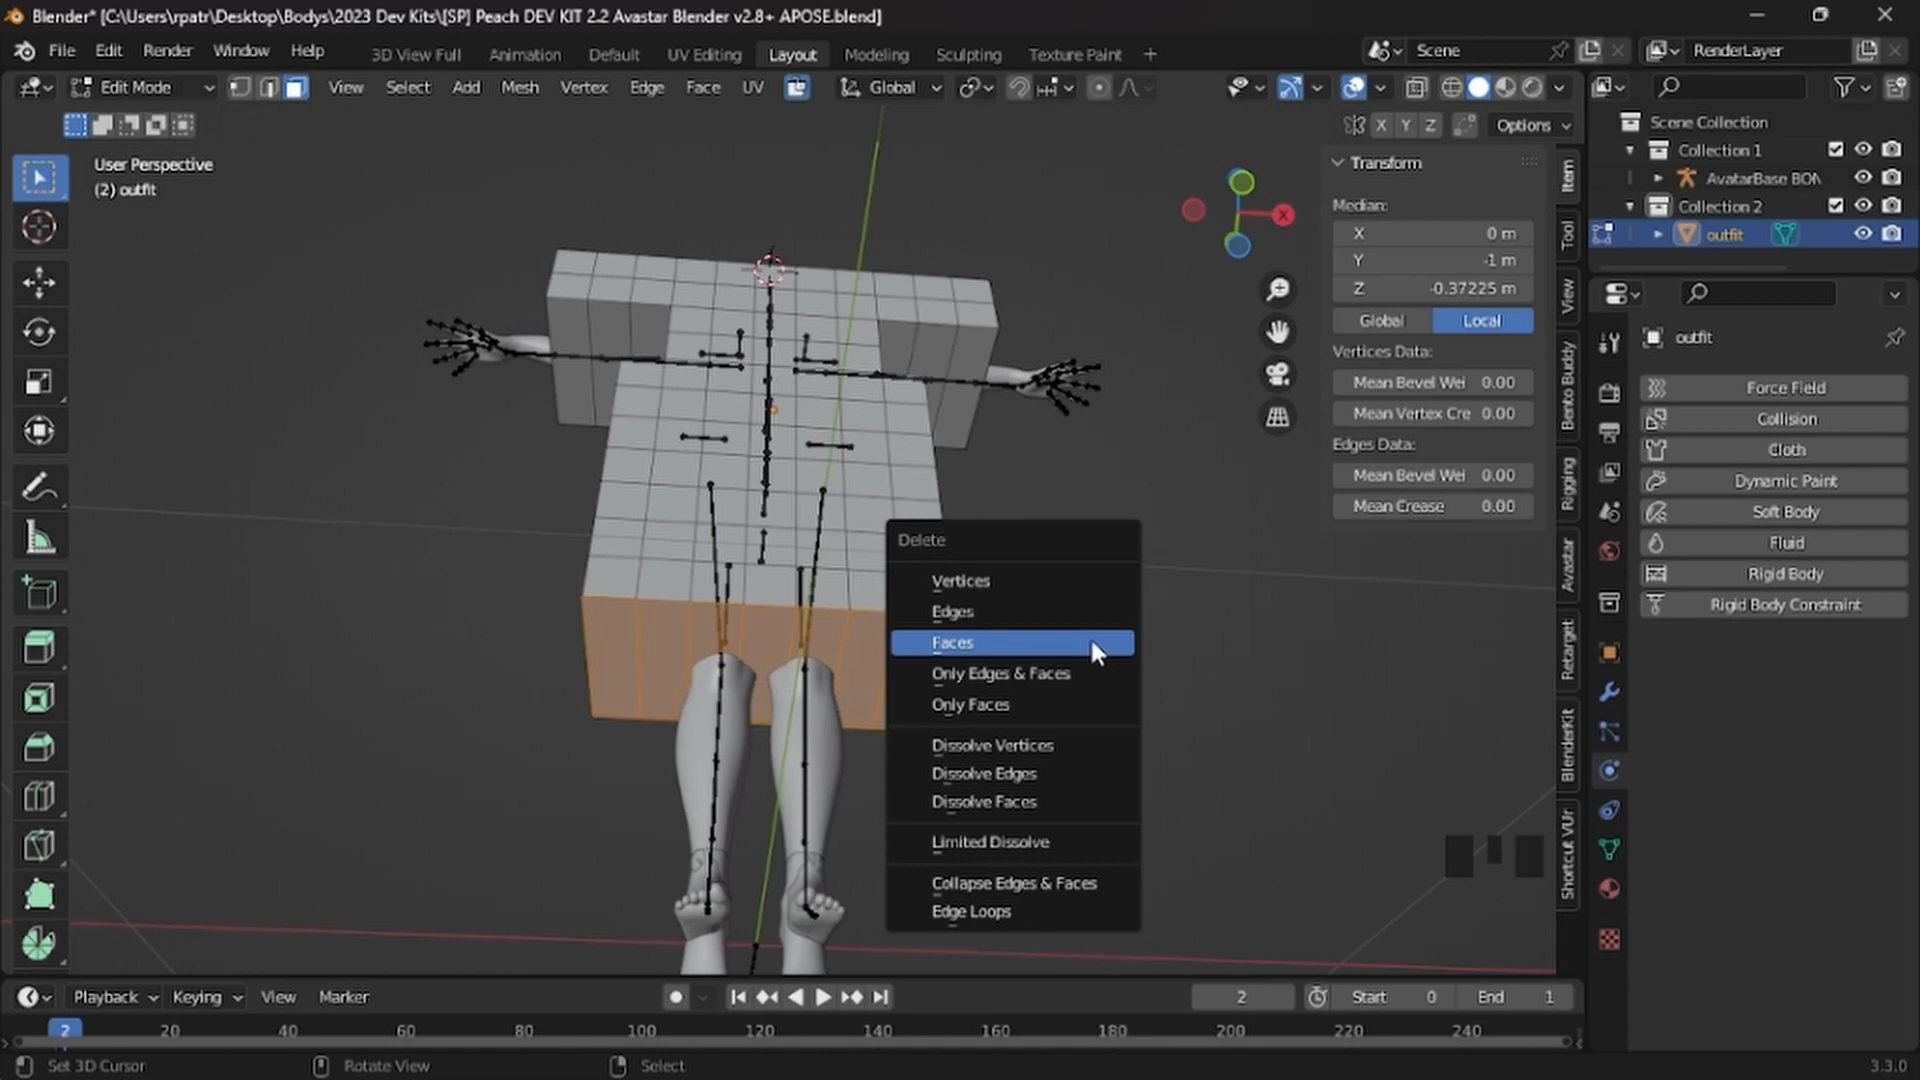 Blender* [C:\Users\rpatr\Desktop\Bodys\2023 Dev Kits\[SP] Peach DEV KIT 2.2 Avastar Blender v2.8+ APOSE.blend]
File Edit Render Window Help 3D View Full Animation Default UV Editing Layout Modeling Sculpting Texture Paint + Scene RenderLayer
Edit Mode View Select Add Mesh Vertex Edge Face UV Global
X Y Z Options
User Perspective
(2) outfit
X
Transform
Median:
X 0 m
Y -1 m
Z -0.37225 m
Global Local
Vertices Data:
Mean Bevel Wei 0.00
Mean Vertex Cre 0.00
Edges Data:
Mean Bevel Wei 0.00
Mean Crease 0.00
Item
Tool
View
Bento Buddy
Rigging
Avastar
Retarget
BlenderKit
Shortcut VUr
Scene Collection
Collection 1
AvatarBase BON
Collection 2
outfit
outfit
Force Field
Collision
Cloth
Dynamic Paint
Soft Body
Fluid
Rigid Body
Rigid Body Constraint
Delete
Vertices
Edges
Faces
Only Edges & Faces
Only Faces
Dissolve Vertices
Dissolve Edges
Dissolve Faces
Limited Dissolve
Collapse Edges & Faces
Edge Loops
Playback Keying View Marker 2 Start 0 End 1
2 20 40 60 80 100 120 140 160 180 200 220 240
Set 3D Cursor Rotate View Select 3.3.0